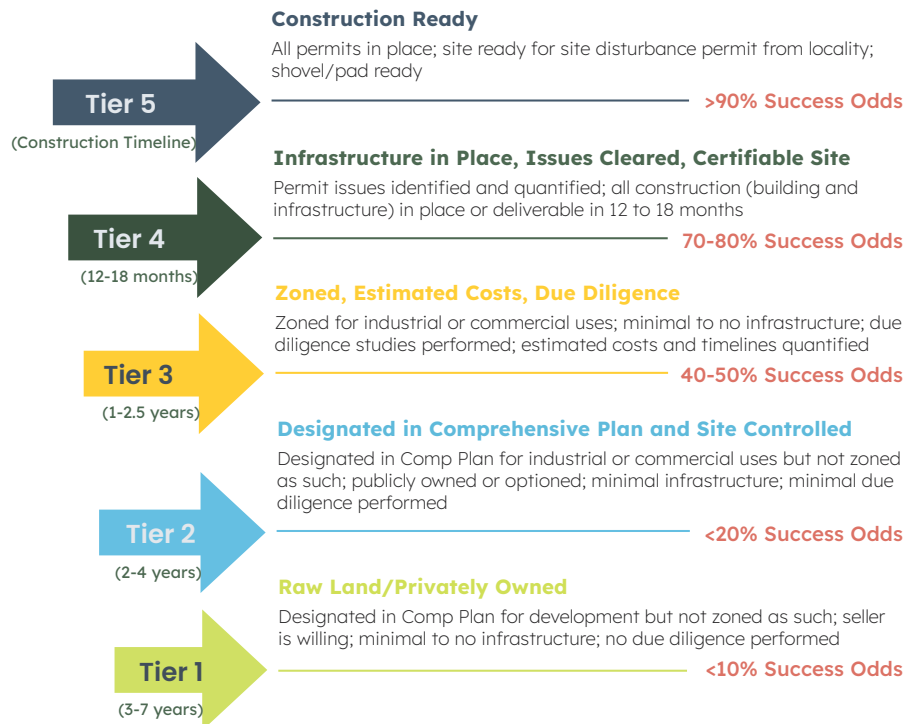 Construction Ready
All permits in place; site ready for site disturbance permit from locality;
shovel/pad ready
Tier 5
>90% Success Odds
(Construction Timeline)
Infrastructure in Place, Issues Cleared, Certifiable Site
Permit issues identified and quantified; all construction (building and
infrastructure) in place or deliverable in 12 to 18 months
Tier 4
70-80% Success Odds
(12-18 months)
Zoned, Estimated Costs, Due Diligence
Zoned for industrial or commercial uses; minimal to no infrastructure; due
diligence studies performed; estimated costs and timelines quantified
Tier 3
40-50% Success Odds
(1-2.5 years)
Designated in Comprehensive Plan and Site Controlled
Designated in Comp Plan for industrial or commercial uses but not zoned
as such; publicly owned or optioned; minimal infrastructure; minimal due
diligence performed
Tier 2
<20% Success Odds
(2-4 years)
Raw Land/Privately Owned
Designated in Comp Plan for development but not zoned as such; seller
is willing; minimal to no infrastructure; no due diligence performed
Tier 1
<10% Success Odds
(3-7 years)